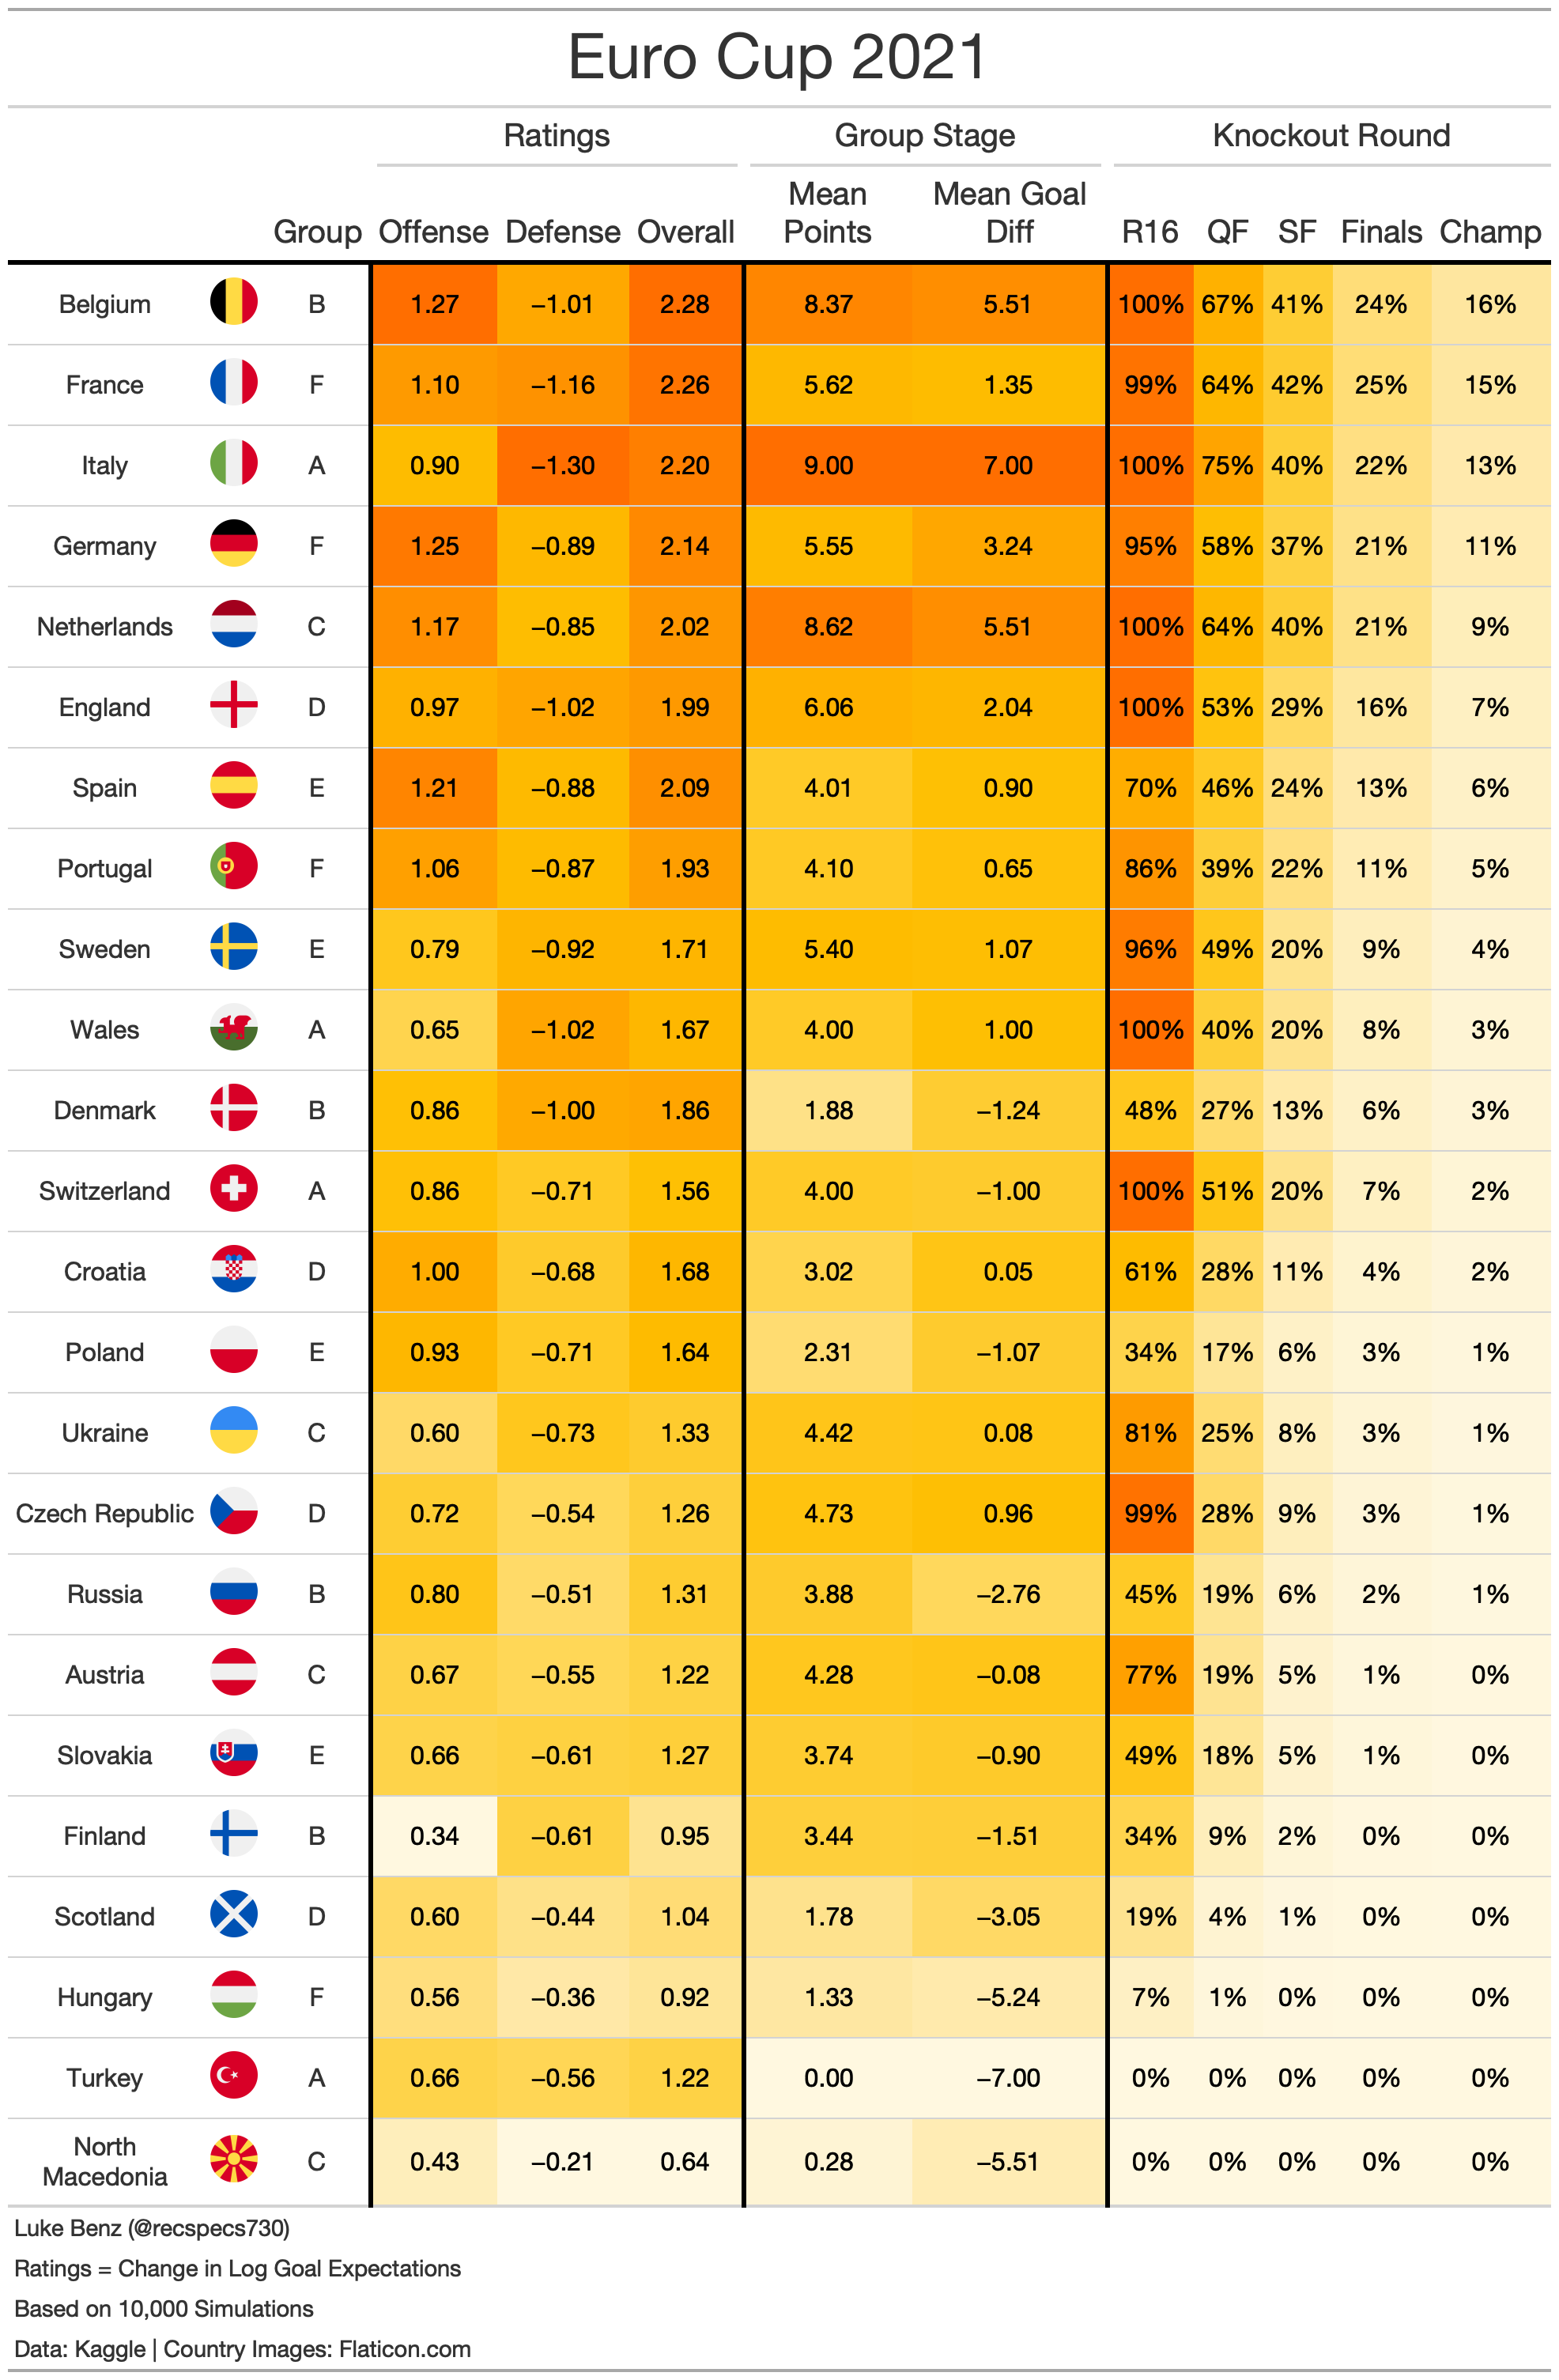 Euro Cup 2021
Ratings Group Stage Knockout Round
Group Offense Defense Overall Mean Points Mean Goal Diff R16 QF SF Finals Champ
Belgium B 1.27 −1.01 2.28 8.37 5.51 100% 67% 41% 24% 16%
France F 1.10 −1.16 2.26 5.62 1.35 99% 64% 42% 25% 15%
Italy A 0.90 −1.30 2.20 9.00 7.00 100% 75% 40% 22% 13%
Germany F 1.25 −0.89 2.14 5.55 3.24 95% 58% 37% 21% 11%
Netherlands C 1.17 −0.85 2.02 8.62 5.51 100% 64% 40% 21% 9%
England D 0.97 −1.02 1.99 6.06 2.04 100% 53% 29% 16% 7%
Spain E 1.21 −0.88 2.09 4.01 0.90 70% 46% 24% 13% 6%
Portugal F 1.06 −0.87 1.93 4.10 0.65 86% 39% 22% 11% 5%
Sweden E 0.79 −0.92 1.71 5.40 1.07 96% 49% 20% 9% 4%
Wales A 0.65 −1.02 1.67 4.00 1.00 100% 40% 20% 8% 3%
Denmark B 0.86 −1.00 1.86 1.88 −1.24 48% 27% 13% 6% 3%
Switzerland A 0.86 −0.71 1.56 4.00 −1.00 100% 51% 20% 7% 2%
Croatia D 1.00 −0.68 1.68 3.02 0.05 61% 28% 11% 4% 2%
Poland E 0.93 −0.71 1.64 2.31 −1.07 34% 17% 6% 3% 1%
Ukraine C 0.60 −0.73 1.33 4.42 0.08 81% 25% 8% 3% 1%
Czech Republic D 0.72 −0.54 1.26 4.73 0.96 99% 28% 9% 3% 1%
Russia B 0.80 −0.51 1.31 3.88 −2.76 45% 19% 6% 2% 1%
Austria C 0.67 −0.55 1.22 4.28 −0.08 77% 19% 5% 1% 0%
Slovakia E 0.66 −0.61 1.27 3.74 −0.90 49% 18% 5% 1% 0%
Finland B 0.34 −0.61 0.95 3.44 −1.51 34% 9% 2% 0% 0%
Scotland D 0.60 −0.44 1.04 1.78 −3.05 19% 4% 1% 0% 0%
Hungary F 0.56 −0.36 0.92 1.33 −5.24 7% 1% 0% 0% 0%
Turkey A 0.66 −0.56 1.22 0.00 −7.00 0% 0% 0% 0% 0%
North Macedonia C 0.43 −0.21 0.64 0.28 −5.51 0% 0% 0% 0% 0%
Luke Benz (@recspecs730)
Ratings = Change in Log Goal Expectations
Based on 10,000 Simulations
Data: Kaggle | Country Images: Flaticon.com